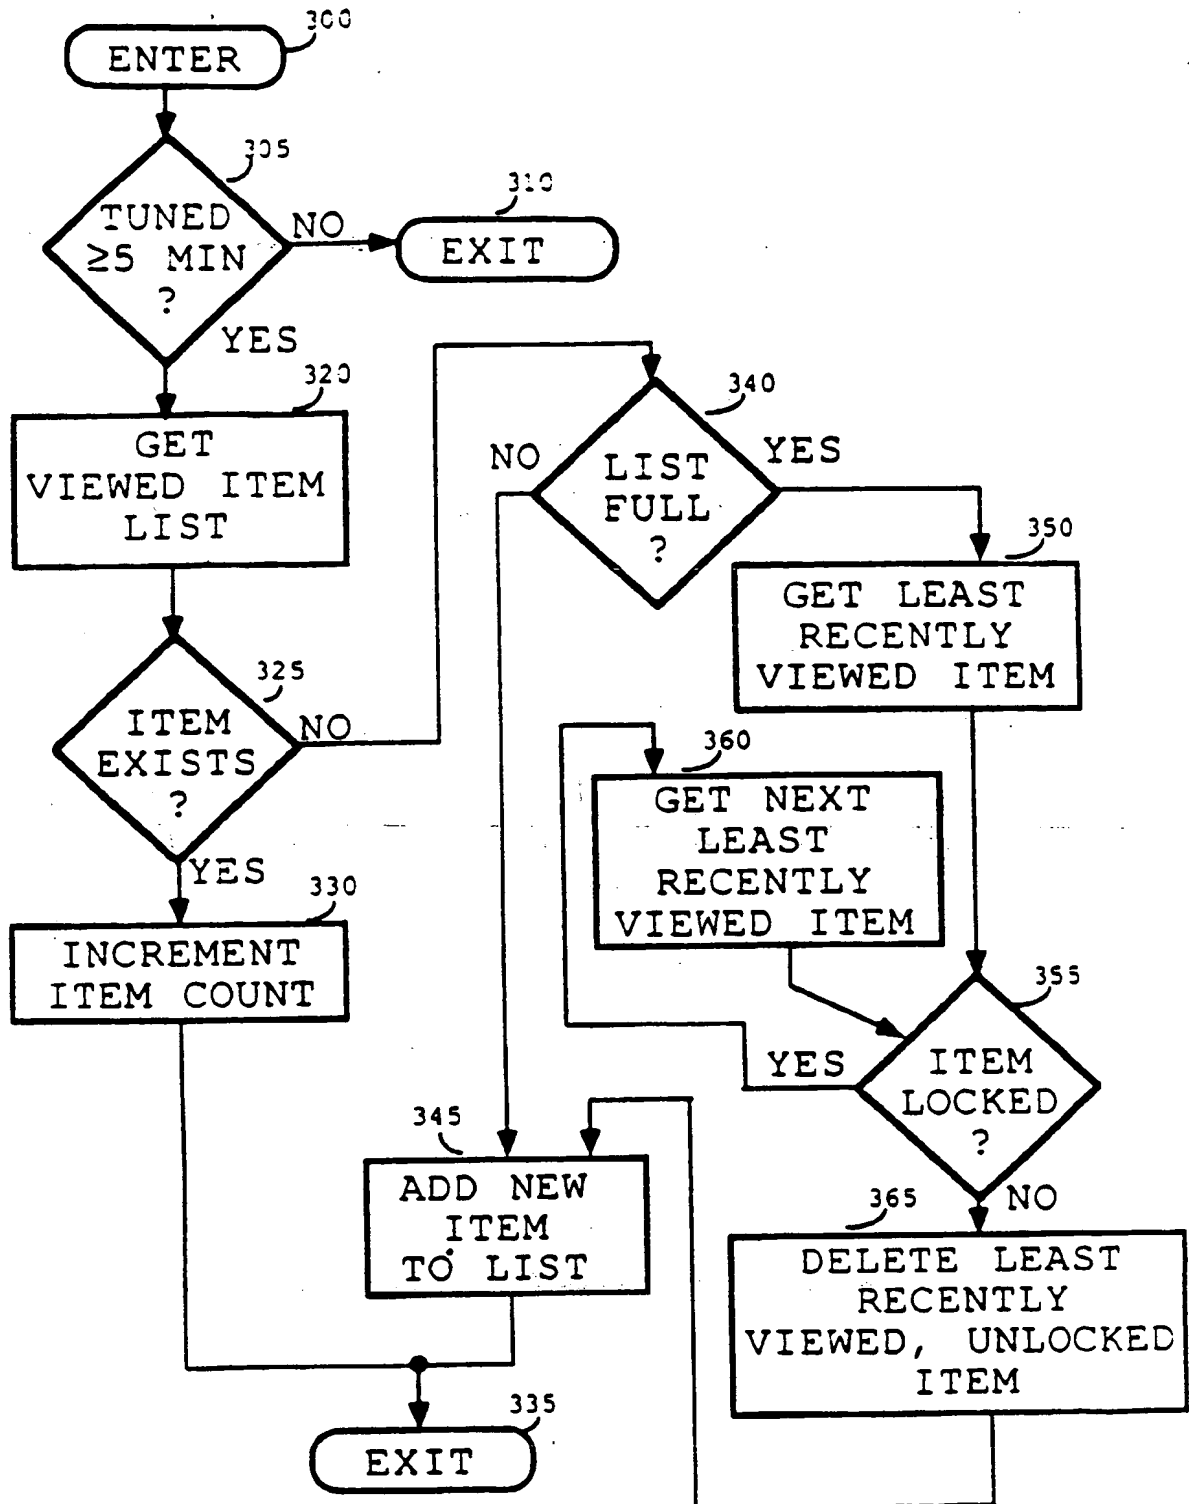 300
ENTER
305
TUNED
≥5 MIN
?
NO
310
EXIT
YES
320
GET
VIEWED ITEM
LIST
325
ITEM
EXISTS
?
NO
YES
330
INCREMENT
ITEM COUNT
340
LIST
FULL
?
NO
YES
350
GET LEAST
RECENTLY
VIEWED ITEM
360
GET NEXT
LEAST
RECENTLY
VIEWED ITEM
355
ITEM
LOCKED
?
YES
NO
345
ADD NEW
ITEM
TO LIST
365
DELETE LEAST
RECENTLY
VIEWED, UNLOCKED
ITEM
335
EXIT